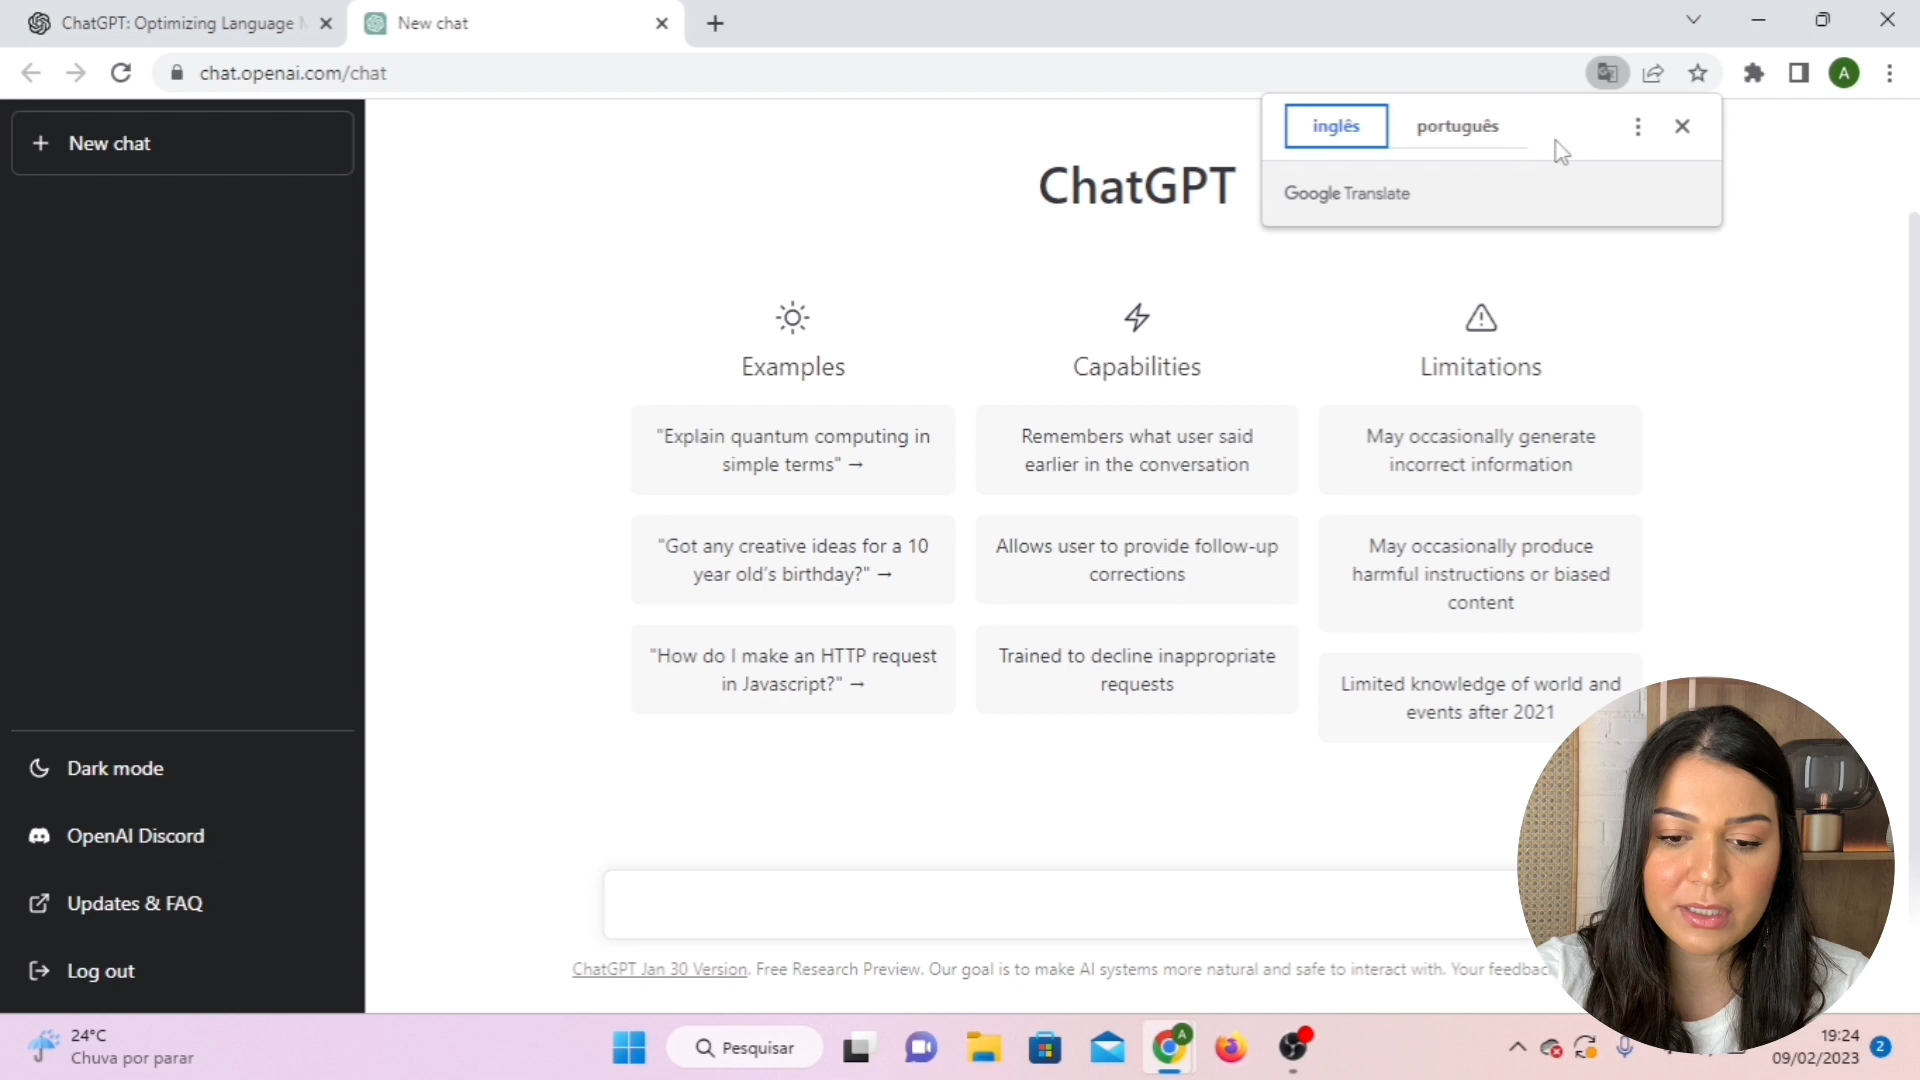 ChatGPT: Optimizing Language
New chat
chat.openai.com/chat
A
New chat
inglês
português
Google Translate
ChatGPT
Examples
Capabilities
Limitations
"Explain quantum computing in
simple terms" →
Remembers what user said
earlier in the conversation
May occasionally generate
incorrect information
"Got any creative ideas for a 10
year old's birthday?" →
Allows user to provide follow-up
corrections
May occasionally produce
harmful instructions or biased
content
"How do I make an HTTP request
in Javascript?" →
Trained to decline inappropriate
requests
Limited knowledge of world and
events after 2021
Dark mode
OpenAI Discord
Updates & FAQ
Log out
ChatGPT Jan 30 Version. Free Research Preview. Our goal is to make AI systems more natural and safe to interact with. Your
24°C
Chuva por parar
Pesquisar
A
19:24
09/02/2023
2